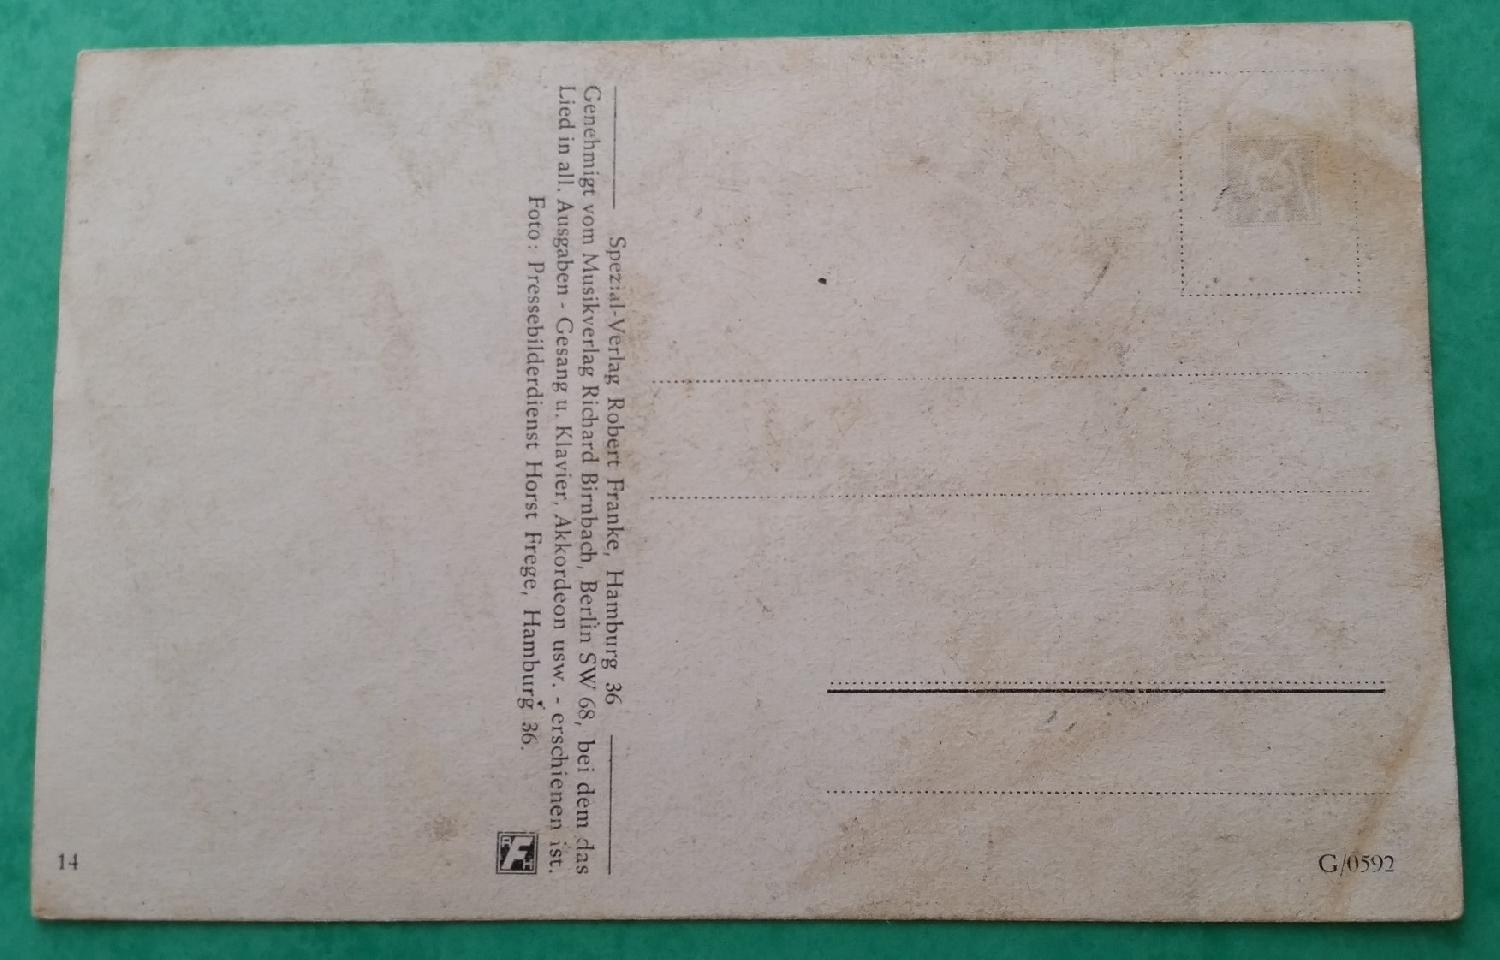 Spezial-Verlag Robert Franke, Hamburg 36
Genehmigt vom Musikverlag Richard Birnbach, Berlin SW 68, bei dem das
Lied in all. Ausgaben - Gesang u. Klavier, Akkordeon usw. - erschienen ist.
Foto: Pressebilderdienst Horst Frege, Hamburg 36.
14
G/0592